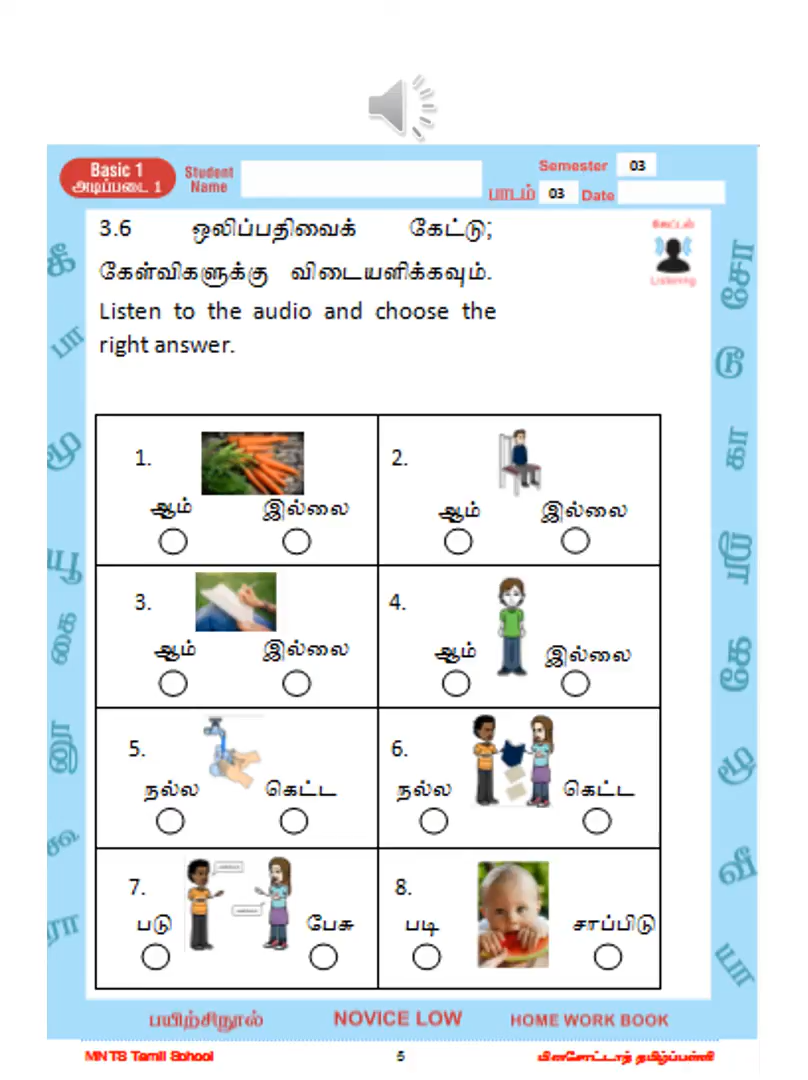 Basic 1
அடிப்படை 1
Student
Name
Semester 03
பாடம் 03 Date
3.6 ஒலிப்பதிவைக் கேட்டு;
கேள்விகளுக்கு விடையளிக்கவும்.
Listen to the audio and choose the
right answer.
கேட்டல்
Listening
1.
ஆம் இல்லை
2.
ஆம் இல்லை
3.
ஆம் இல்லை
4.
ஆம் இல்லை
5.
நல்ல கெட்ட
6.
நல்ல கெட்ட
7.
படு பேசு
8.
படி சாப்பிடு
கீ
பா
மூ
யூ
கை
னூ
ரா
சோ
டு
கா
கே
மூ
வீ
யா
பயிற்சிநூல் NOVICE LOW HOME WORK BOOK
MNTS Tamil School 5 மினசோட்டாத் தமிழ்ப்பள்ளி